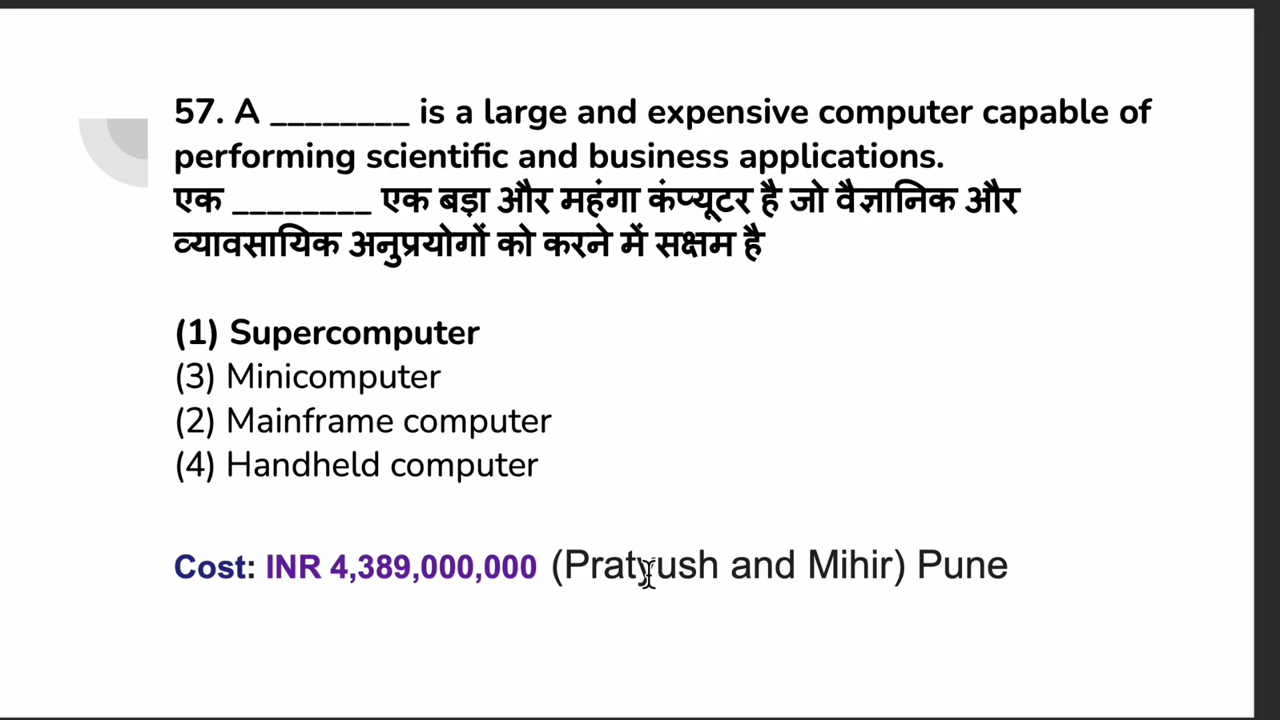 57. A ________ is a large and expensive computer capable of
performing scientific and business applications.
एक ________ एक बड़ा और महंगा कंप्यूटर है जो वैज्ञानिक और
व्यावसायिक अनुप्रयोगों को करने में सक्षम है
(1) Supercomputer
(3) Minicomputer
(2) Mainframe computer
(4) Handheld computer
Cost: INR 4,389,000,000 (Pratyush and Mihir) Pune